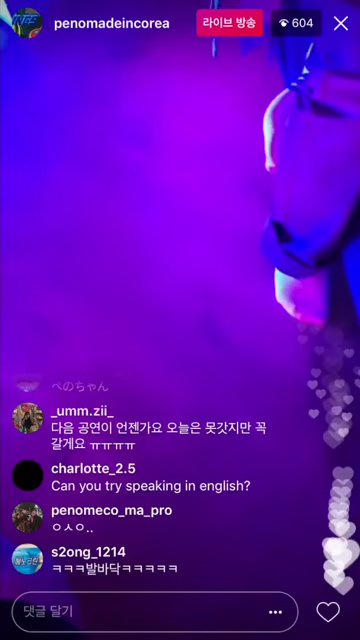 penomadeincorea
라이브 방송
604
ペのちゃん
_umm.zii_
다음 공연이 언젠가요 오늘은 못갓지만 꼭
갈게요 ㅠㅠㅠㅠ
charlotte_2.5
Can you try speaking in english?
penomeco_ma_pro
ㅇㅅㅇ..
s2ong_1214
ㅋㅋㅋ발바닥ㅋㅋㅋㅋㅋ
댓글 달기